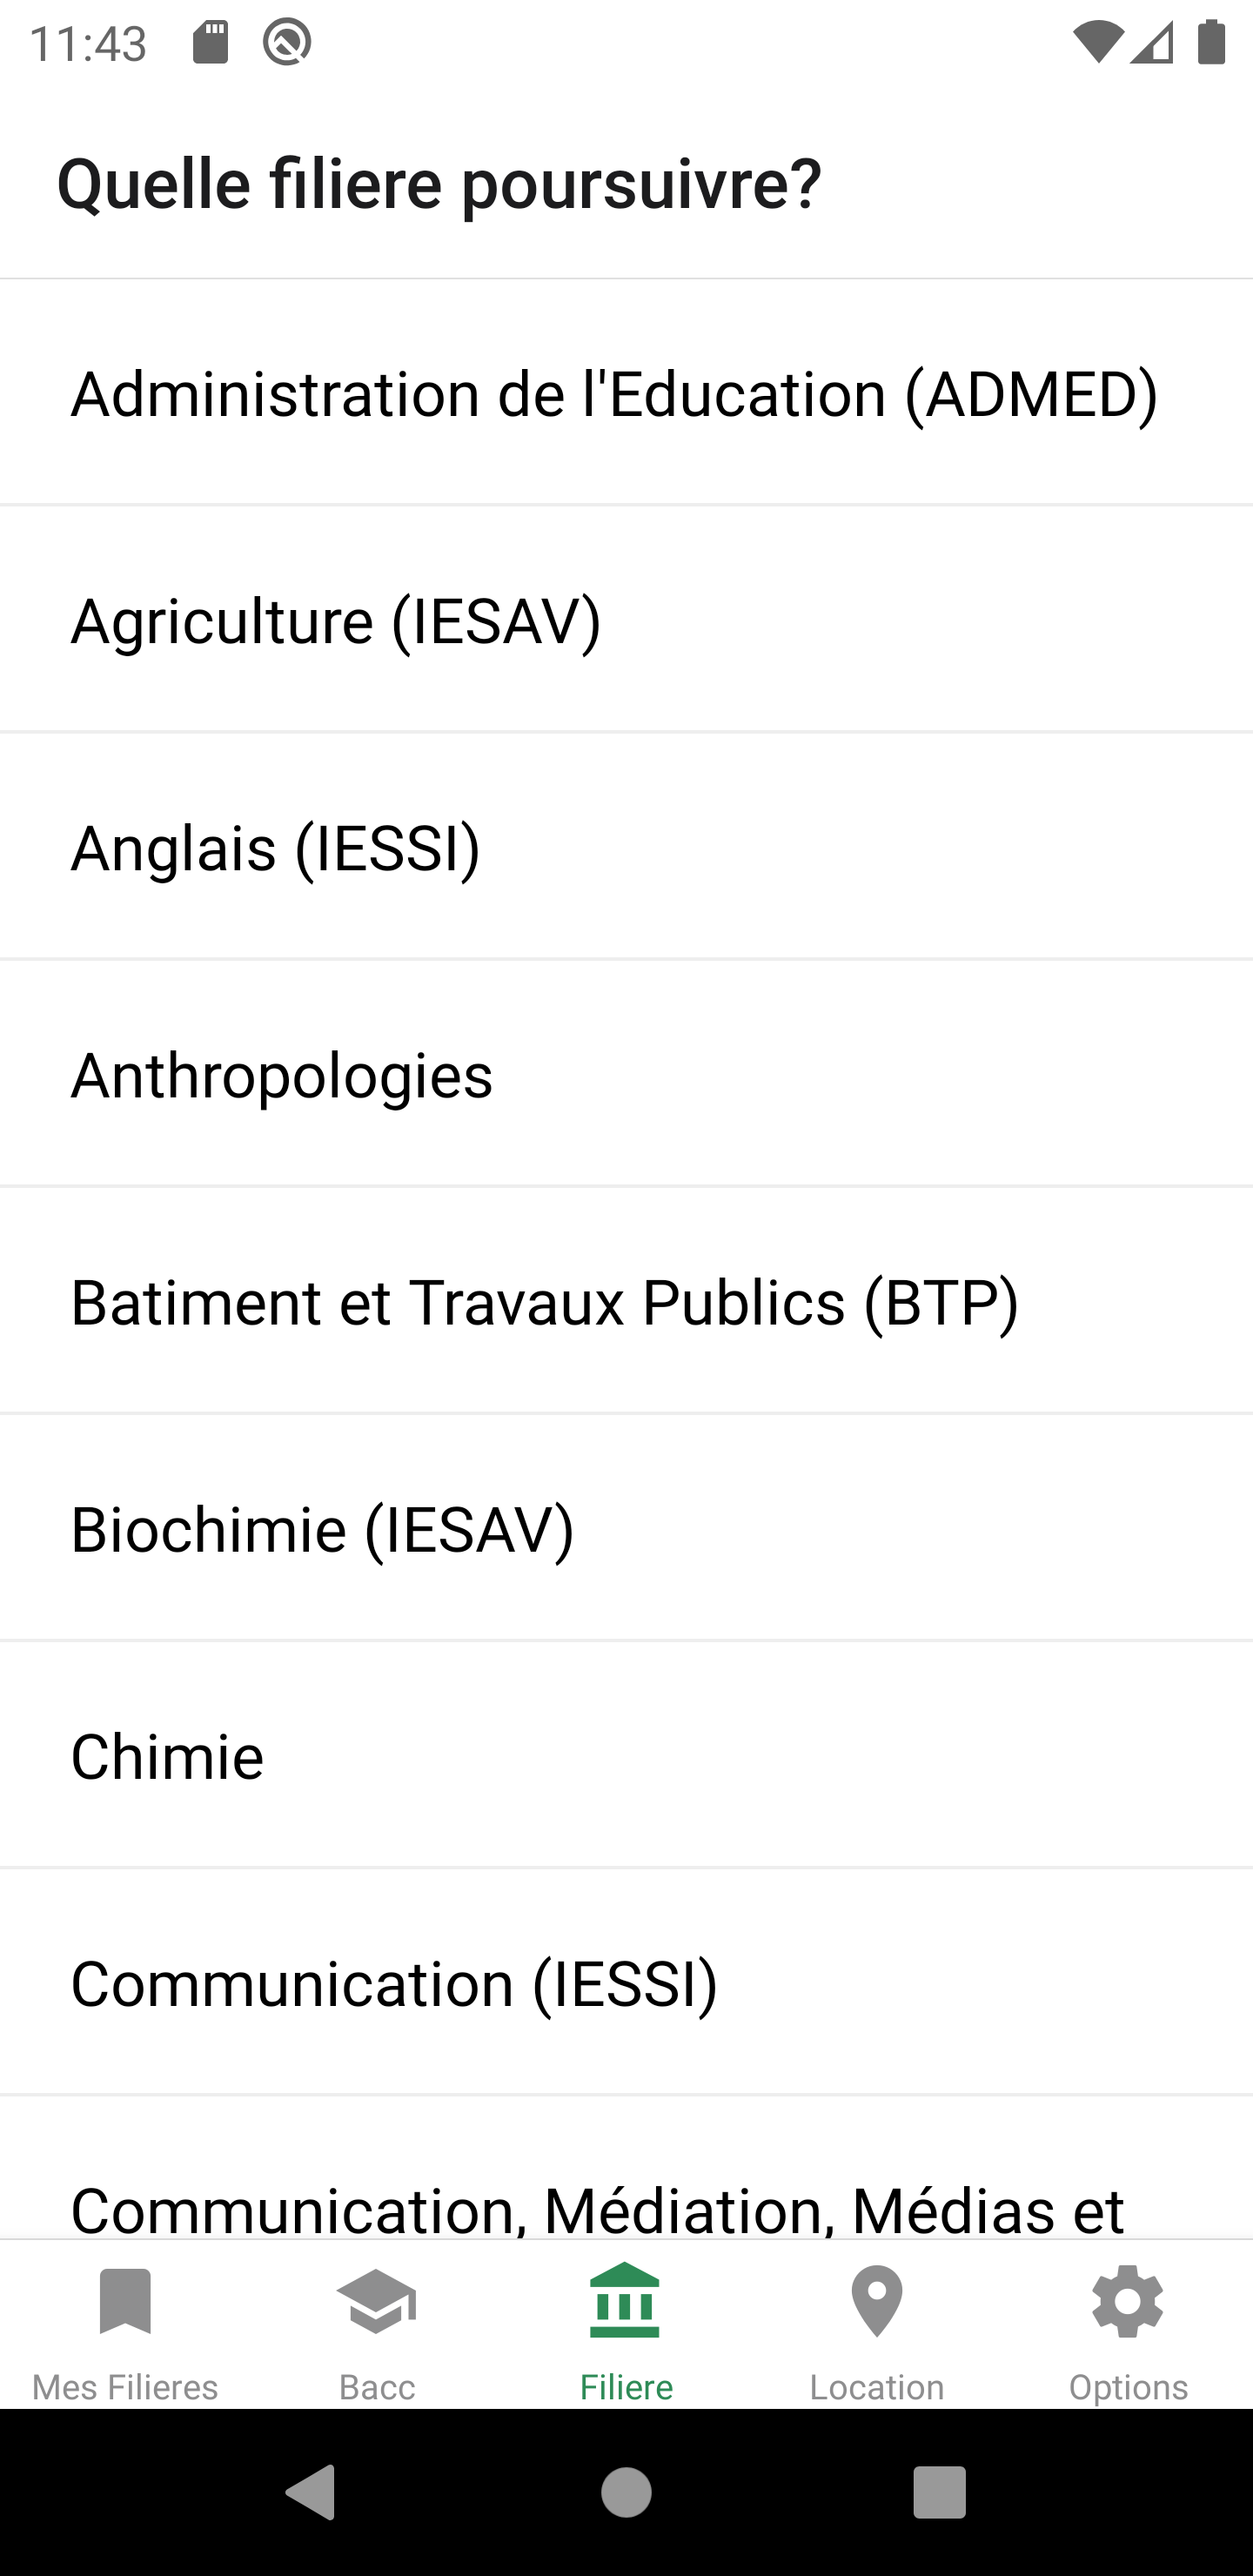 11:43
Quelle filiere poursuivre?
Administration de l'Education (ADMED)
Agriculture (IESAV)
Anglais (IESSI)
Anthropologies
Batiment et Travaux Publics (BTP)
Biochimie (IESAV)
Chimie
Communication (IESSI)
Communication, Médiation, Médias et
Mes Filieres
Bacc
Filiere
Location
Options